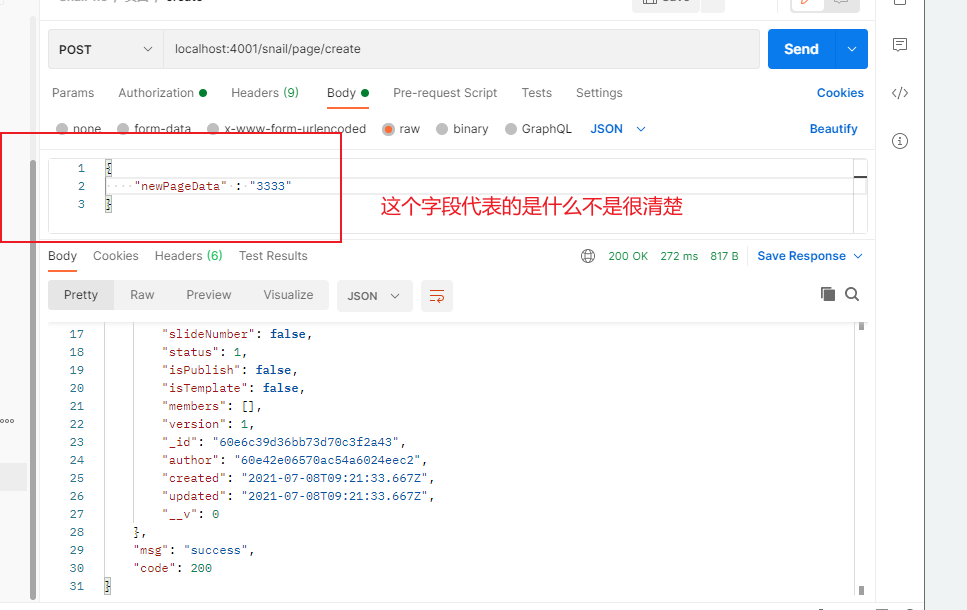 POST
localhost:4001/snail/page/create
Send
Params
Authorization
Headers (9)
Body
Pre-request Script
Tests
Settings
Cookies
none
form-data
x-www-form-urlencoded
raw
binary
GraphQL
JSON
Beautify
1 {
2 "newPageData" : "3333"
3 }
这个字段代表的是什么不是很清楚
Body
Cookies
Headers (6)
Test Results
200 OK
272 ms
817 B
Save Response
Pretty
Raw
Preview
Visualize
JSON
17 "slideNumber": false,
18 "status": 1,
19 "isPublish": false,
20 "isTemplate": false,
21 "members": [],
22 "version": 1,
23 "_id": "60e6c39d36bb73d70c3f2a43",
24 "author": "60e42e06570ac54a6024eec2",
25 "created": "2021-07-08T09:21:33.667Z",
26 "updated": "2021-07-08T09:21:33.667Z",
27 "__v": 0
28 },
29 "msg": "success",
30 "code": 200
31 }